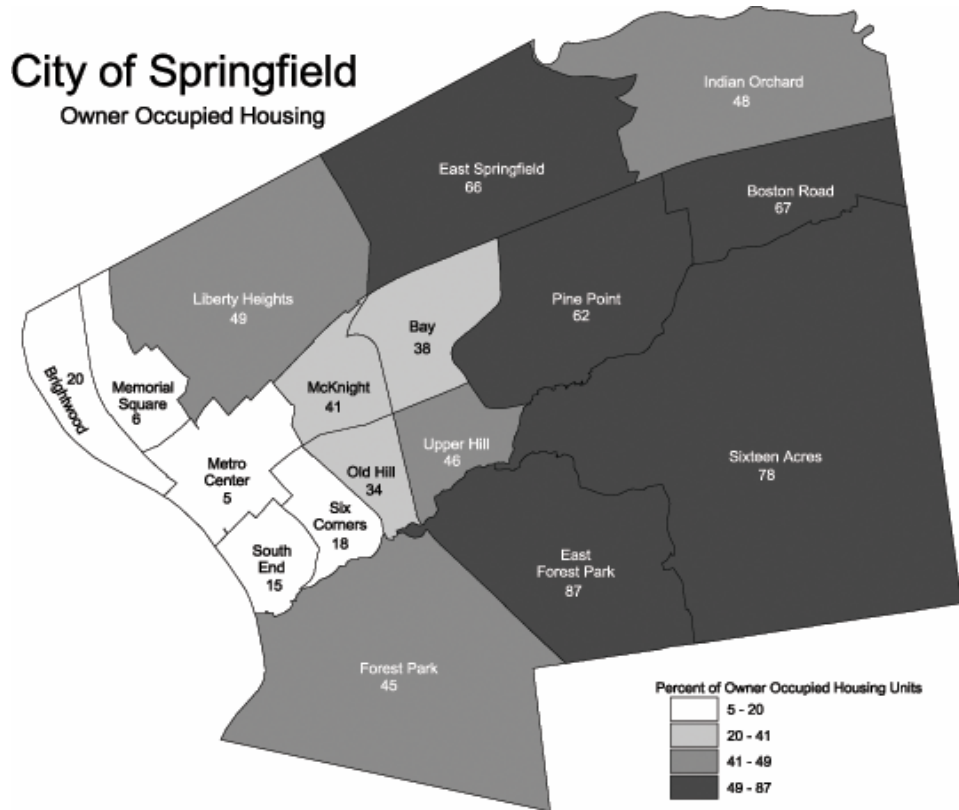 City of Springfield
Owner Occupied Housing
Indian Orchard
48
East Springfield
66
Boston Road
67
Liberty Heights
49
Pine Point
62
Bay
38
20
Brightwood
Memorial
Square
6
McKnight
41
Upper Hill
46
Metro
Center
5
Old Hill
34
Sixteen Acres
78
Six
Corners
18
South
End
15
East
Forest Park
87
Forest Park
45
Percent of Owner Occupied Housing Units
5 - 20
20 - 41
41 - 49
49 - 87